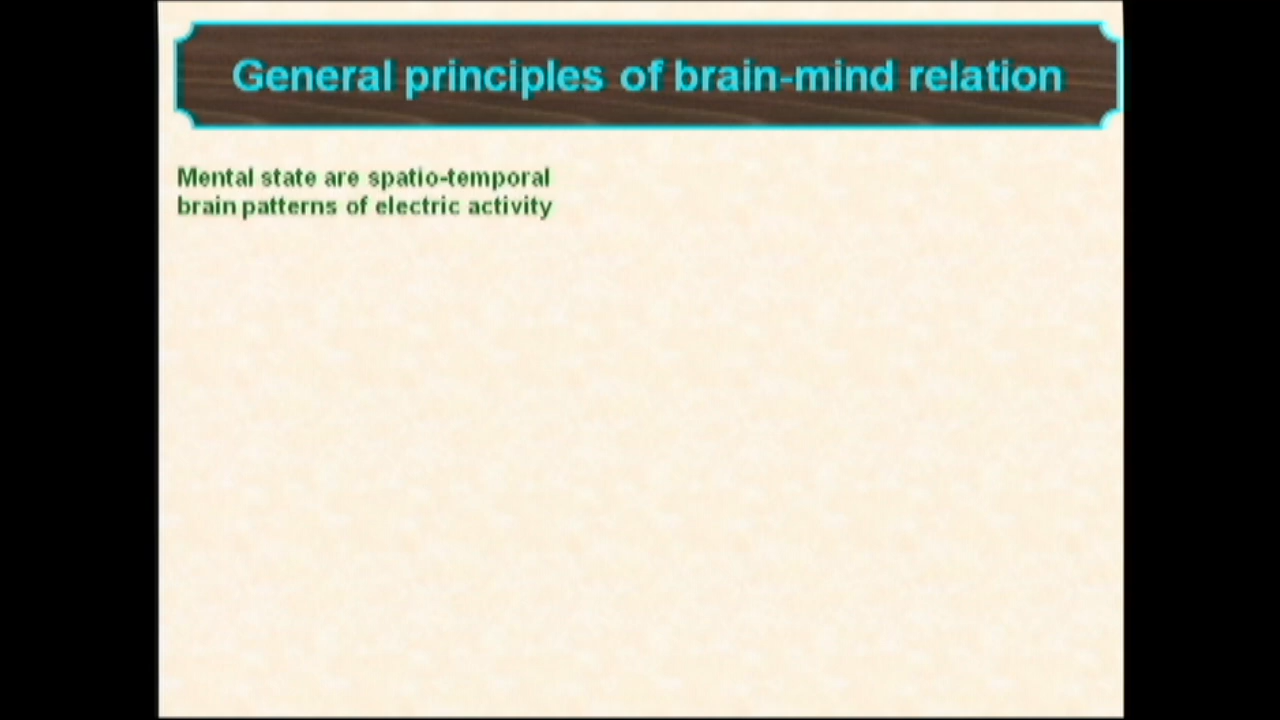 General principles of brain-mind relation
Mental state are spatio-temporal
brain patterns of electric activity